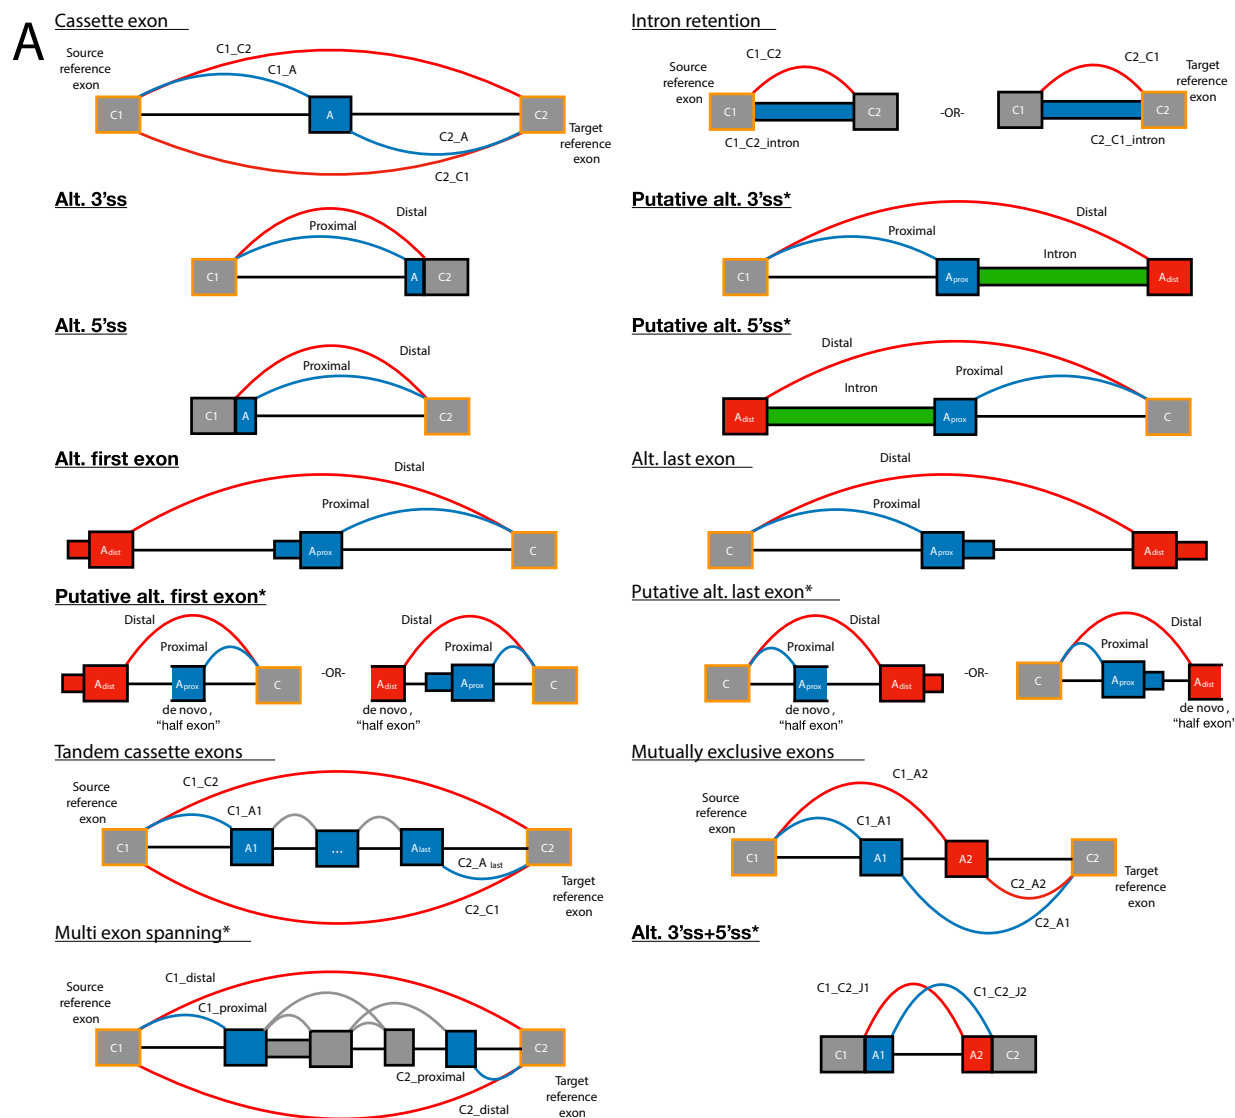 A
Cassette exon
Source
reference
exon
C1_C2
C1_A
C1
A
C2
C2_A
C2_C1
Target
reference
exon
Intron retention
Source
reference
exon
C1_C2
C1
C2
C1_C2_intron
-OR-
C2_C1
Target
reference
exon
C1
C2
C2_C1_intron
Alt. 3'ss
Distal
Proximal
C1
A
C2
Putative alt. 3'ss*
Distal
Proximal
Intron
C1
Aprox
Adist
Alt. 5'ss
Distal
Proximal
C1
A
C2
Putative alt. 5'ss*
Distal
Proximal
Intron
Adist
Aprox
C
Alt. first exon
Distal
Proximal
Adist
Aprox
C
Alt. last exon
Distal
Proximal
C
Aprox
Adist
Putative alt. first exon*
Distal
Proximal
Adist
Aprox
C
de novo ,
"half exon"
-OR-
Distal
Proximal
Adist
Aprox
C
de novo ,
"half exon"
Putative alt. last exon*
Distal
Proximal
C
Aprox
Adist
de novo ,
"half exon"
-OR-
Distal
Proximal
C
Aprox
Adist
de novo ,
"half exon"
Tandem cassette exons
Source
reference
exon
C1_C2
C1_A1
C1
A1
...
Alast
C2
C2_A last
C2_C1
Target
reference
exon
Mutually exclusive exons
Source
reference
exon
C1_A2
C1_A1
C1
A1
A2
C2
C2_A2
C2_A1
Target
reference
exon
Multi exon spanning*
Source
reference
exon
C1_distal
C1_proximal
C1
C2
C2_proximal
C2_distal
Target
reference
exon
Alt. 3'ss+5'ss*
C1_C2_J1
C1_C2_J2
C1
A1
A2
C2